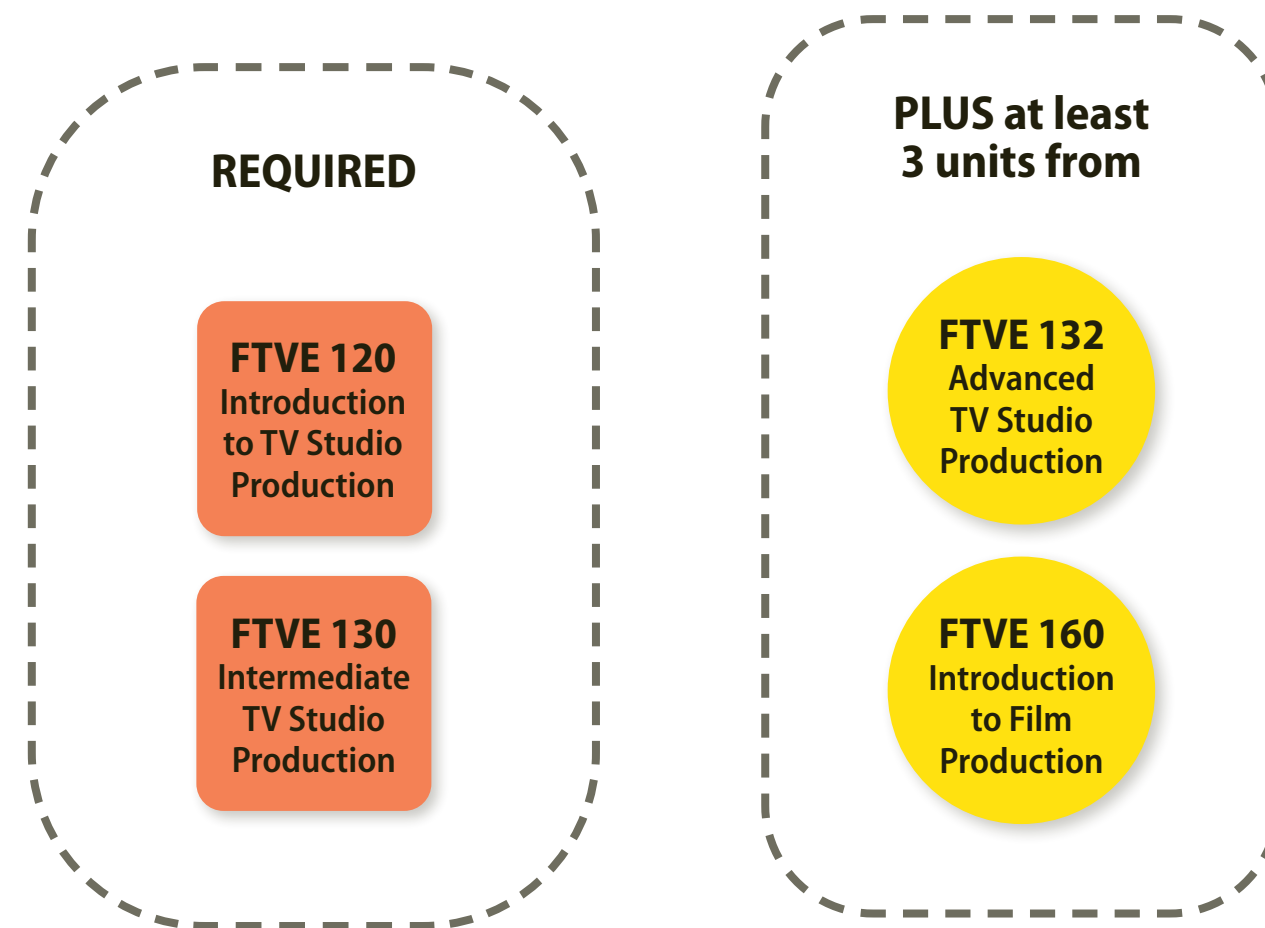 REQUIRED
FTVE 120
Introduction
to TV Studio
Production
FTVE 130
Intermediate
TV Studio
Production
PLUS at least
3 units from
FTVE 132
Advanced
TV Studio
Production
FTVE 160
Introduction
to Film
Production